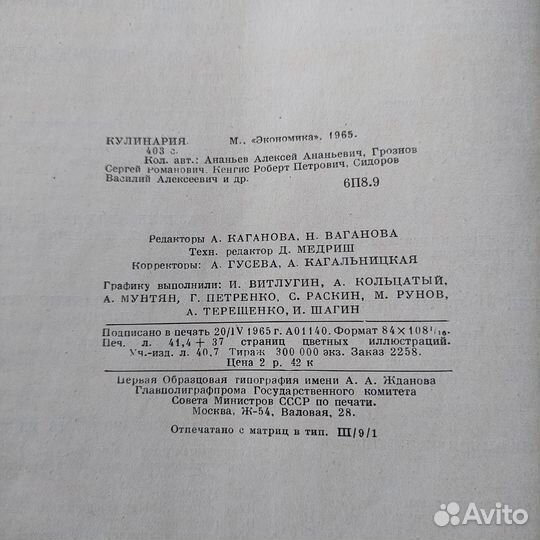 КУЛИНАРИЯ. М., «Экономика», 1965.
403 с.
Кол. авт.: Ананьев Алексей Ананьевич, Грознов
Сергей Романович, Кенгис Роберт Петрович, Сидоров
Василий Алексеевич и др.
6П8.9
Редакторы А. КАГАНОВА, Н. ВАГАНОВА
Техн. редактор Д. МЕДРИШ
Корректоры: А. ГУСЕВА, А. КАГАЛЬНИЦКАЯ
Графику выполнили: И. ВИТЛУГИН, А. КОЛЬЦАТЫЙ,
А. МУНТЯН, Г. ПЕТРЕНКО, С. РАСКИН, М. РУНОВ,
А. ТЕРЕЩЕНКО, И. ШАГИН
Подписано в печать 20/IV 1965 г. А01140. Формат 84×108 1/16.
Печ. л. 41,4 + 37 страниц цветных иллюстраций.
Уч.-изд. л. 40,7 Тираж 300 000 экз. Заказ 2258.
Цена 2 р. 42 к
Первая Образцовая типография имени А. А. Жданова
Главполиграфпрома Государственного комитета
Совета Министров СССР по печати.
Москва, Ж-54, Валовая, 28.
Отпечатано с матриц в тип. III/9/1
Avito